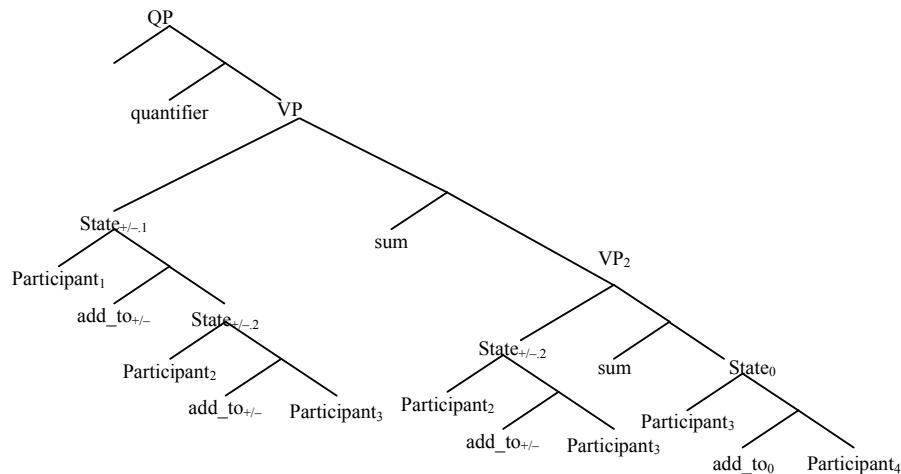 QP
quantifier
VP
State+/–.1
sum
Participant1
VP2
add_to+/–
State+/–.2
State+/–.2
sum
State0
Participant2
Participant2
Participant3
add_to+/–
Participant3
add_to+/–
Participant3
add_to0
Participant4